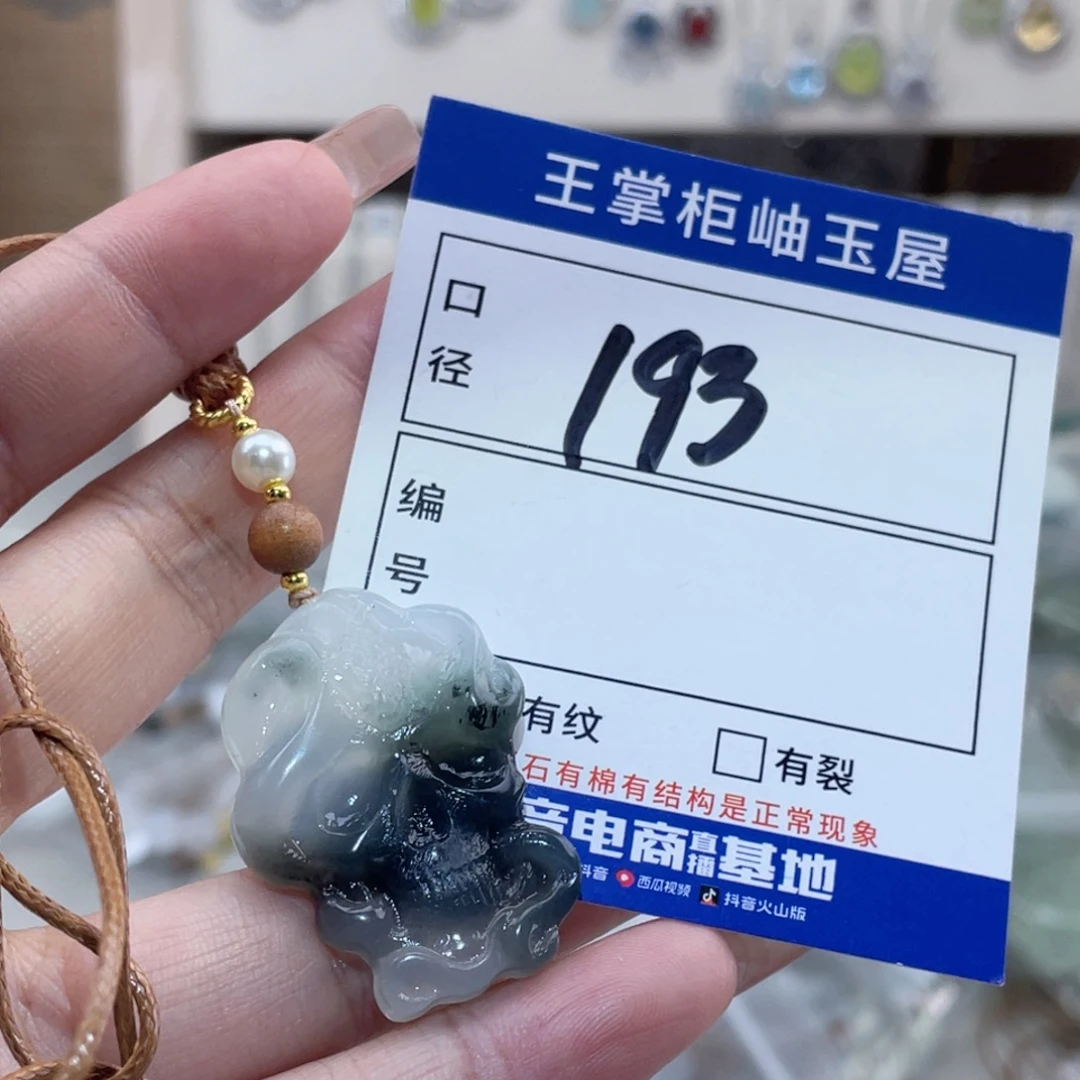 王掌柜岫玉屋
口径
193
编号
有纹
有裂
石有棉有结构是正常现象
音电商直播基地
抖音 西瓜视频 抖音火山版